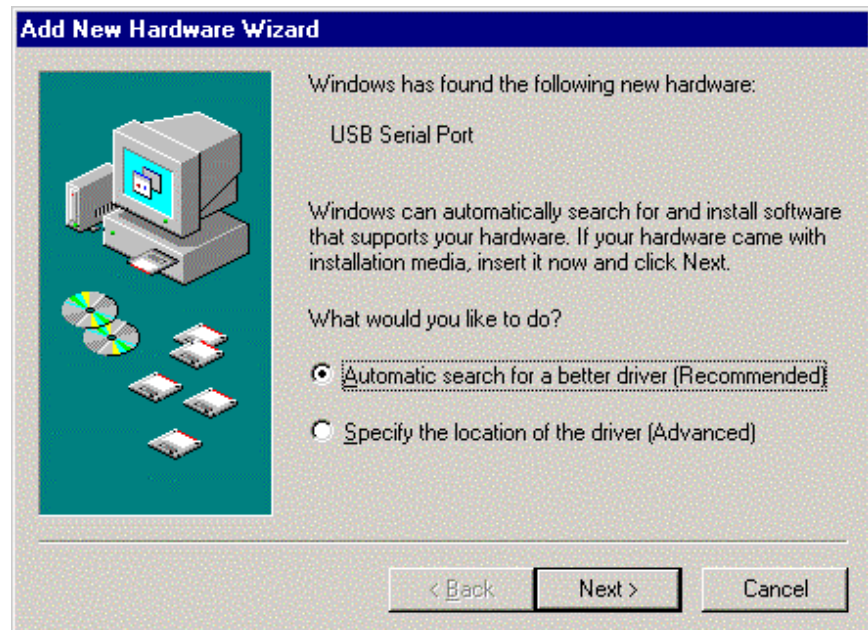 Add New Hardware Wizard
Windows has found the following new hardware:
USB Serial Port
Windows can automatically search for and install software
that supports your hardware. If your hardware came with
installation media, insert it now and click Next.
What would you like to do?
Automatic search for a better driver (Recommended)
Specify the location of the driver (Advanced)
< Back Next > Cancel